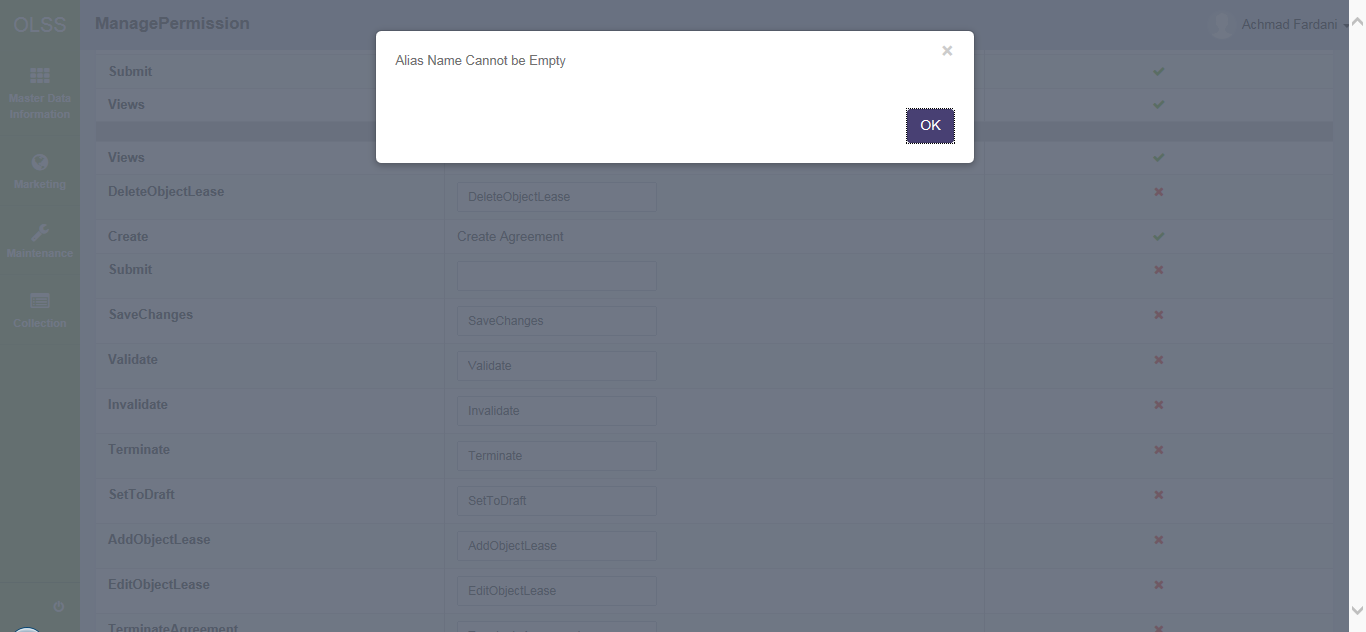 OLSS
ManagePermission
Achmad Fardani
Alias Name Cannot be Empty
×
OK
Master Data
Information
Marketing
Maintenance
Collection
Submit
Views
Views
DeleteObjectLease DeleteObjectLease
Create Create Agreement
Submit
SaveChanges SaveChanges
Validate Validate
Invalidate Invalidate
Terminate Terminate
SetToDraft SetToDraft
AddObjectLease AddObjectLease
EditObjectLease EditObjectLease
TerminateAgreement